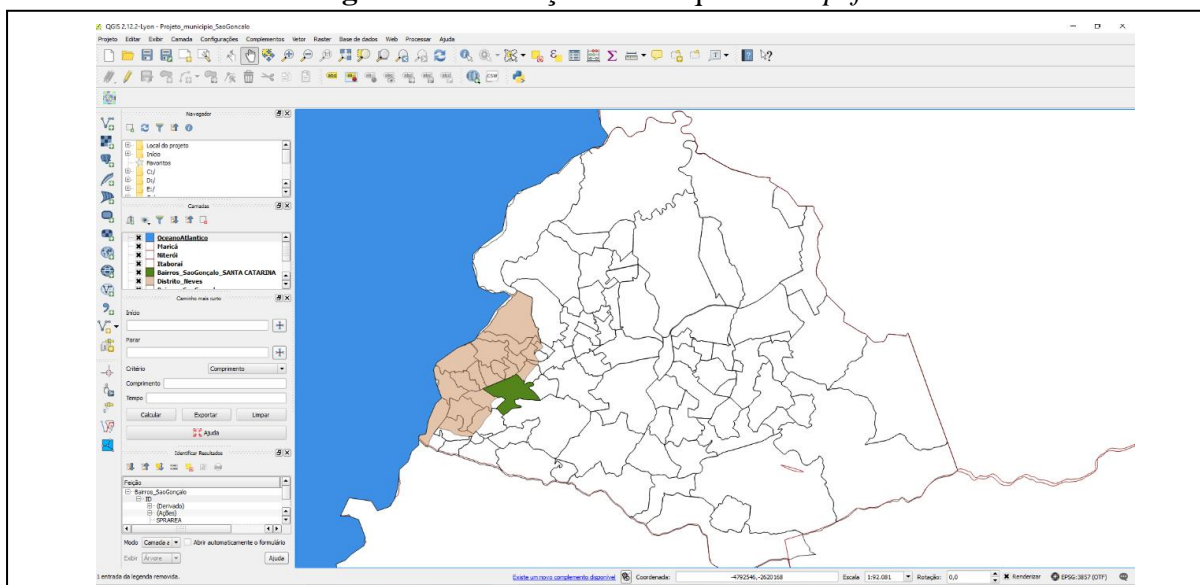 QGIS 2.12.2-Lyon - Projeto_municipio_SaoGoncalo
Projeto Editar Exibir Camada Configurações Complementos Vetor Raster Base de dados Web Processar Ajuda
Navegador
Local do projeto
Início
Favoritos
C:/
D:/
E:/
Camadas
OceanoAtlantico
Maricá
Niterói
Itaboraí
Bairros_SaoGonçalo_SANTA CATARINA
Distrito_Neves
Caminho mais curto
Início
Parar
Critério Comprimento
Comprimento
Tempo
Calcular Exportar Limpar
Ajuda
Identificar Resultados
Feição
Bairros_SaoGonçalo
ID
(Derivado)
(Ações)
SPRAREA
Modo Camada a Abrir automaticamente o formulário
Exibir Árvore Ajuda
1 entrada da legenda removida. Existe um novo complemento disponível Coordenada: -4792546,-2620168 Escala 1:92.081 Rotação: 0,0 Renderizar EPSG:3857 (OTF)